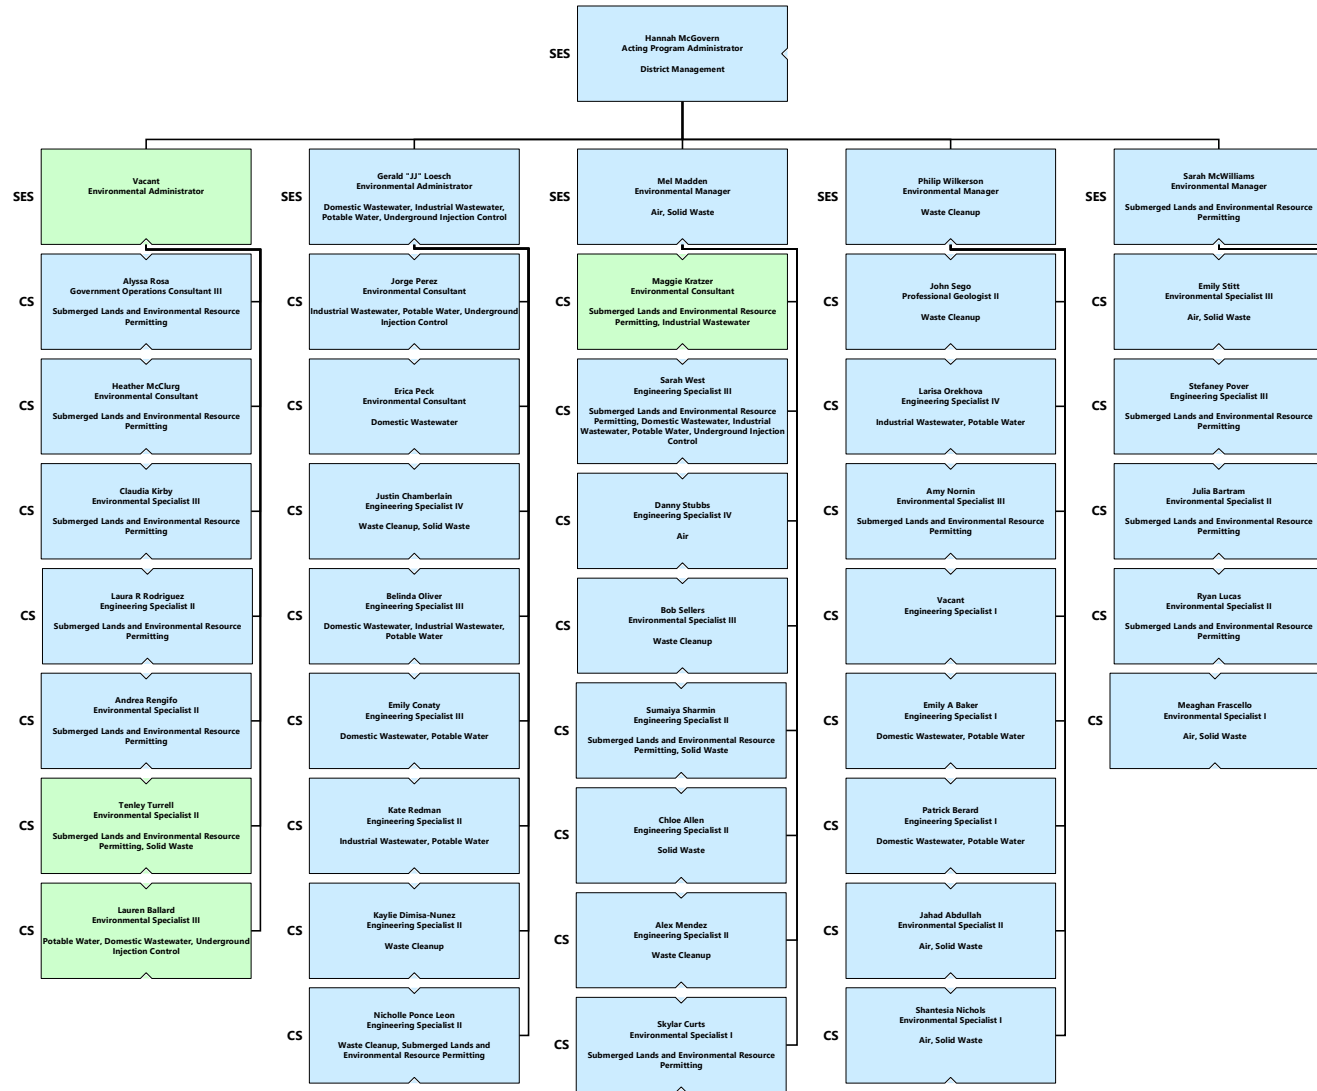 SES
Hannah McGovern
Acting Program Administrator
District Management
SES
Vacant
Environmental Administrator
CS
Alyssa Rosa
Government Operations Consultant III
Submerged Lands and Environmental Resource
Permitting
CS
Heather McClurg
Environmental Consultant
Submerged Lands and Environmental Resource
Permitting
CS
Claudia Kirby
Environmental Specialist III
Submerged Lands and Environmental Resource
Permitting
CS
Laura R Rodriguez
Engineering Specialist II
Submerged Lands and Environmental Resource
Permitting
CS
Andrea Rengifo
Environmental Specialist II
Submerged Lands and Environmental Resource
Permitting
CS
Tenley Turrell
Environmental Specialist II
Submerged Lands and Environmental Resource
Permitting, Solid Waste
CS
Lauren Ballard
Environmental Specialist III
Potable Water, Domestic Wastewater, Underground
Injection Control
SES
Gerald "JJ" Loesch
Environmental Administrator
Domestic Wastewater, Industrial Wastewater,
Potable Water, Underground Injection Control
CS
Jorge Perez
Environmental Consultant
Industrial Wastewater, Potable Water, Underground
Injection Control
CS
Erica Peck
Environmental Consultant
Domestic Wastewater
CS
Justin Chamberlain
Engineering Specialist IV
Waste Cleanup, Solid Waste
CS
Belinda Oliver
Engineering Specialist III
Domestic Wastewater, Industrial Wastewater,
Potable Water
CS
Emily Conaty
Engineering Specialist III
Domestic Wastewater, Potable Water
CS
Kate Redman
Engineering Specialist II
Industrial Wastewater, Potable Water
CS
Kaylie Dimisa-Nunez
Engineering Specialist II
Waste Cleanup
CS
Nicholle Ponce Leon
Engineering Specialist II
Waste Cleanup, Submerged Lands and
Environmental Resource Permitting
SES
Mel Madden
Environmental Manager
Air, Solid Waste
CS
Maggie Kratzer
Environmental Consultant
Submerged Lands and Environmental Resource
Permitting, Industrial Wastewater
CS
Sarah West
Engineering Specialist III
Submerged Lands and Environmental Resource
Permitting, Domestic Wastewater, Industrial
Wastewater, Potable Water, Underground Injection
Control
CS
Danny Stubbs
Engineering Specialist IV
Air
CS
Bob Sellers
Environmental Specialist III
Waste Cleanup
CS
Sumaiya Sharmin
Engineering Specialist II
Submerged Lands and Environmental Resource
Permitting, Solid Waste
CS
Chloe Allen
Engineering Specialist II
Solid Waste
CS
Alex Mendez
Engineering Specialist II
Waste Cleanup
CS
Skylar Curts
Environmental Specialist I
Submerged Lands and Environmental Resource
Permitting
SES
Philip Wilkerson
Environmental Manager
Waste Cleanup
CS
John Sego
Professional Geologist II
Waste Cleanup
CS
Larisa Orekhova
Engineering Specialist IV
Industrial Wastewater, Potable Water
CS
Amy Nornin
Environmental Specialist III
Submerged Lands and Environmental Resource
Permitting
CS
Vacant
Engineering Specialist I
CS
Emily A Baker
Engineering Specialist I
Domestic Wastewater, Potable Water
CS
Patrick Berard
Engineering Specialist I
Domestic Wastewater, Potable Water
CS
Jahad Abdullah
Environmental Specialist II
Air, Solid Waste
CS
Shantesia Nichols
Environmental Specialist I
Air, Solid Waste
SES
Sarah McWilliams
Environmental Manager
Submerged Lands and Environmental Resource
Permitting
CS
Emily Stitt
Environmental Specialist III
Air, Solid Waste
CS
Stefaney Pover
Engineering Specialist III
Submerged Lands and Environmental Resource
Permitting
CS
Julia Bartram
Environmental Specialist II
Submerged Lands and Environmental Resource
Permitting
CS
Ryan Lucas
Environmental Specialist II
Submerged Lands and Environmental Resource
Permitting
CS
Meaghan Frascello
Environmental Specialist I
Air, Solid Waste